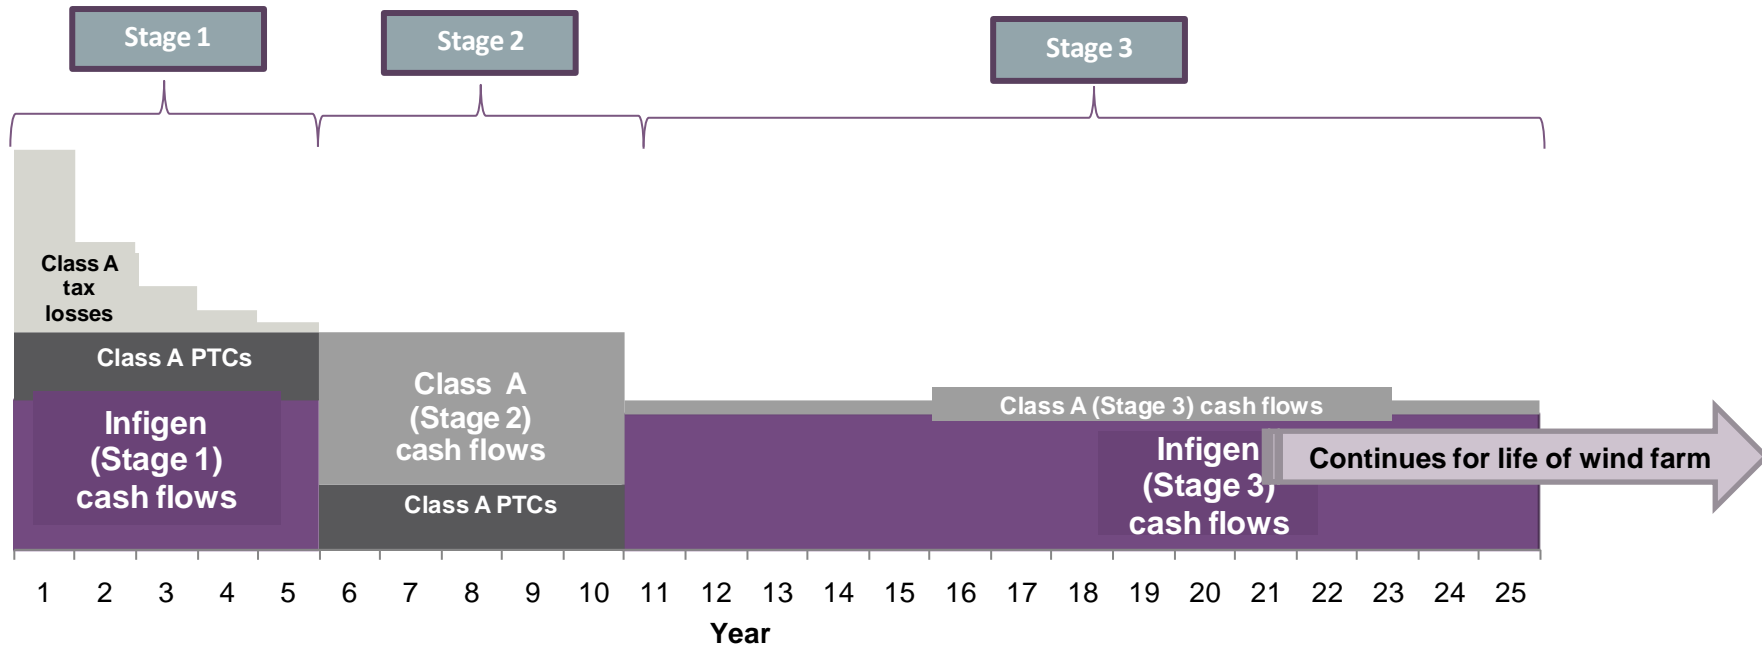 Stage 1
Stage 2
Stage 3
Class A
tax
losses
Class A PTCs
Infigen
(Stage 1)
cash flows
Class A
(Stage 2)
cash flows
Class A PTCs
Class A (Stage 3) cash flows
Infigen
(Stage 3)
cash flows
Continues for life of wind farm
1 2 3 4 5 6 7 8 9 10 11 12 13 14 15 16 17 18 19 20 21 22 23 24 25
Year